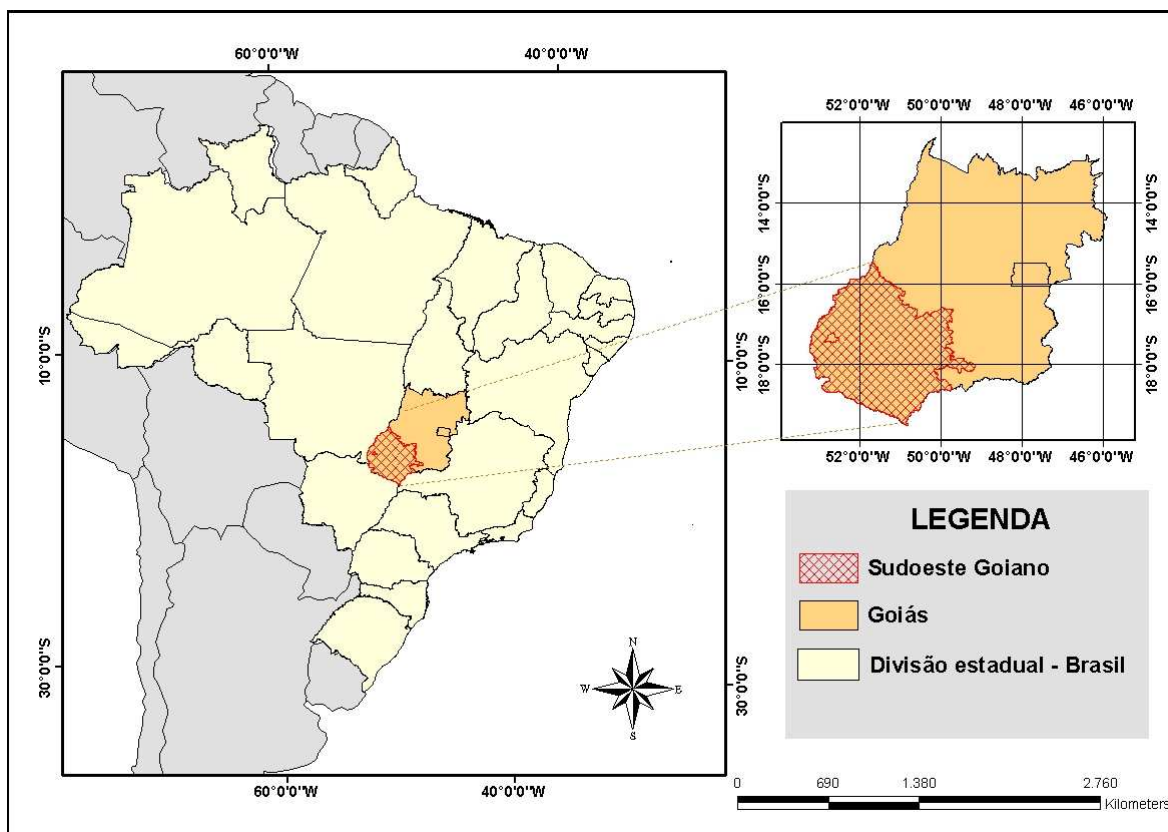 60°0'0"W 40°0'0"W
52°0'0"W 50°0'0"W 48°0'0"W 46°0'0"W
14°0'0"S 14°0'0"S
16°0'0"S 16°0'0"S
18°0'0"S 18°0'0"S
10°0'0"S 10°0'0"S
52°0'0"W 50°0'0"W 48°0'0"W 46°0'0"W
LEGENDA
Sudoeste Goiano
Goiás
Divisão estadual - Brasil
30°0'0"S 30°0'0"S
N
W E
S
60°0'0"W 40°0'0"W
0 690 1.380 2.760
Kilometers